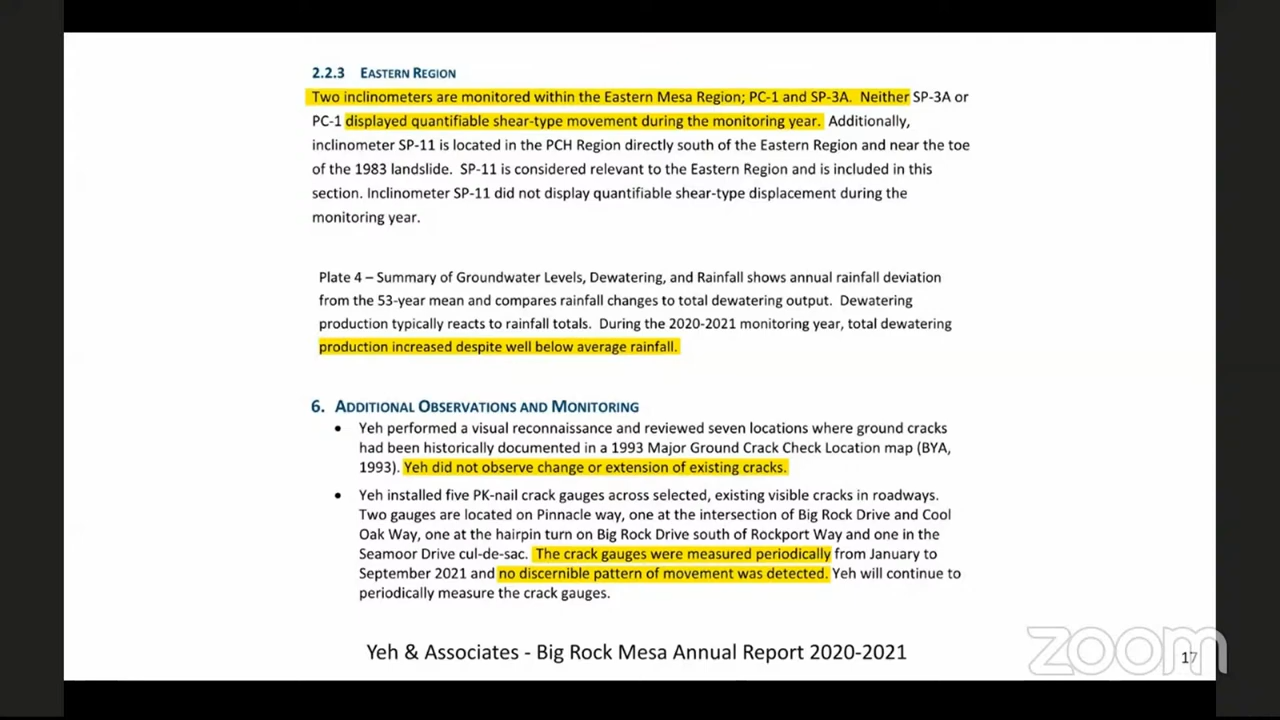 2.2.3 EASTERN REGION
Two inclinometers are monitored within the Eastern Mesa Region; PC-1 and SP-3A. Neither SP-3A or
PC-1 displayed quantifiable shear-type movement during the monitoring year. Additionally,
inclinometer SP-11 is located in the PCH Region directly south of the Eastern Region and near the toe
of the 1983 landslide. SP-11 is considered relevant to the Eastern Region and is included in this
section. Inclinometer SP-11 did not display quantifiable shear-type displacement during the
monitoring year.
Plate 4 – Summary of Groundwater Levels, Dewatering, and Rainfall shows annual rainfall deviation
from the 53-year mean and compares rainfall changes to total dewatering output. Dewatering
production typically reacts to rainfall totals. During the 2020-2021 monitoring year, total dewatering
production increased despite well below average rainfall.
6. ADDITIONAL OBSERVATIONS AND MONITORING
• Yeh performed a visual reconnaissance and reviewed seven locations where ground cracks
had been historically documented in a 1993 Major Ground Crack Check Location map (BYA,
1993). Yeh did not observe change or extension of existing cracks.
• Yeh installed five PK-nail crack gauges across selected, existing visible cracks in roadways.
Two gauges are located on Pinnacle way, one at the intersection of Big Rock Drive and Cool
Oak Way, one at the hairpin turn on Big Rock Drive south of Rockport Way and one in the
Seamoor Drive cul-de-sac. The crack gauges were measured periodically from January to
September 2021 and no discernible pattern of movement was detected. Yeh will continue to
periodically measure the crack gauges.
Yeh & Associates - Big Rock Mesa Annual Report 2020-2021
zoom
17